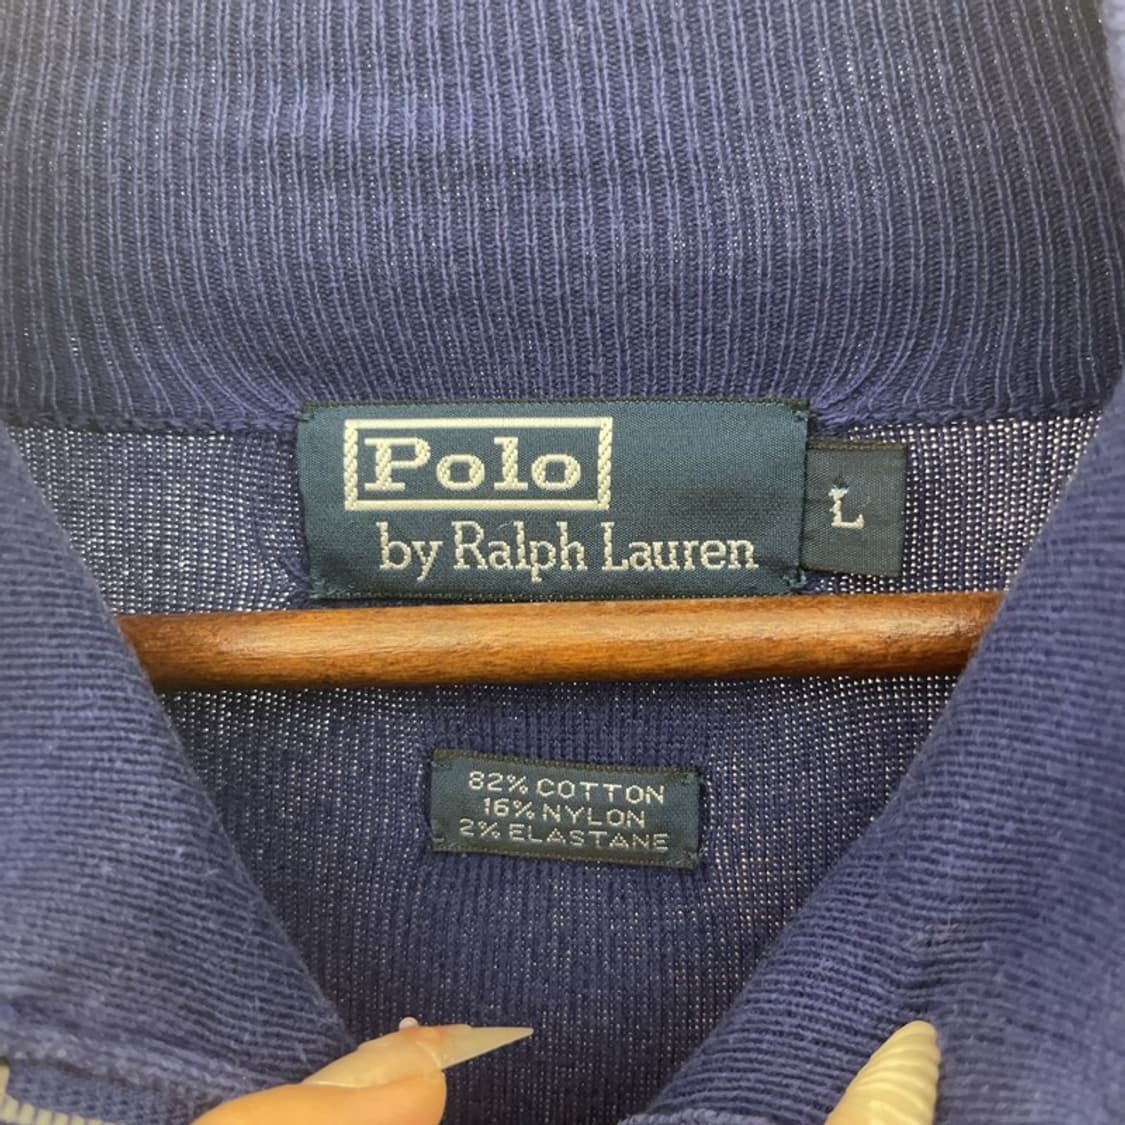 Polo
by Ralph Lauren
L
82% COTTON
16% NYLON
2% ELASTANE